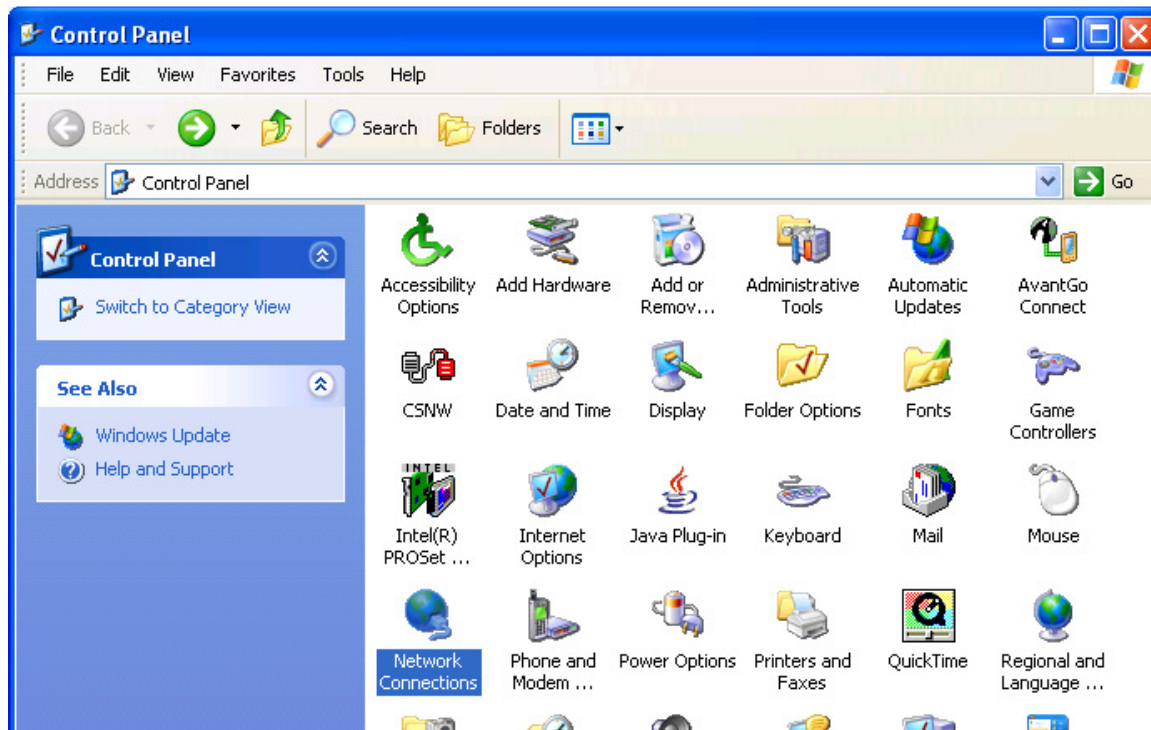 Control Panel
File Edit View Favorites Tools Help
Back Search Folders
Address Control Panel Go
Control Panel
Switch to Category View
See Also
Windows Update
Help and Support
Accessibility Options
Add Hardware
Add or Remov...
Administrative Tools
Automatic Updates
AvantGo Connect
CSNW
Date and Time
Display
Folder Options
Fonts
Game Controllers
INTEL
Intel(R) PROSet ...
Internet Options
Java Plug-in
Keyboard
Mail
Mouse
Network Connections
Phone and Modem ...
Power Options
Printers and Faxes
QuickTime
Regional and Language ...